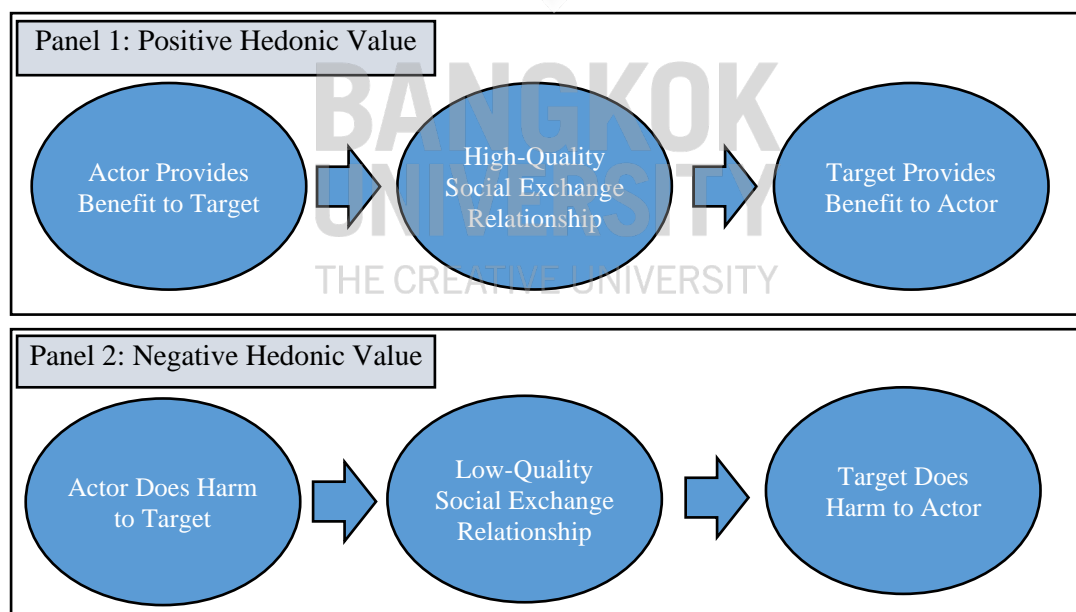 Panel 1: Positive Hedonic Value
BANGKOK
UNIVERSITY
THE CREATIVE UNIVERSITY
Actor Provides
Benefit to Target
High-Quality
Social Exchange
Relationship
Target Provides
Benefit to Actor
Panel 2: Negative Hedonic Value
Actor Does Harm
to Target
Low-Quality
Social Exchange
Relationship
Target Does
Harm to Actor